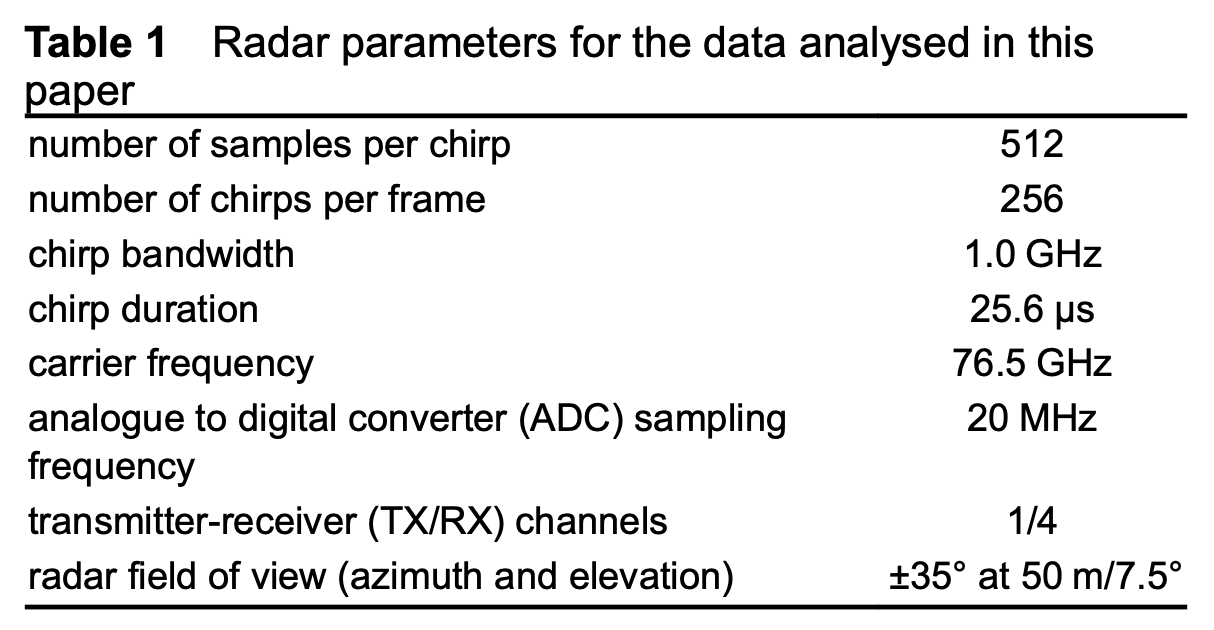 Table 1 Radar parameters for the data analysed in this
paper
number of samples per chirp 512
number of chirps per frame 256
chirp bandwidth 1.0 GHz
chirp duration 25.6 μs
carrier frequency 76.5 GHz
analogue to digital converter (ADC) sampling 20 MHz
frequency
transmitter-receiver (TX/RX) channels 1/4
radar field of view (azimuth and elevation) ±35° at 50 m/7.5°